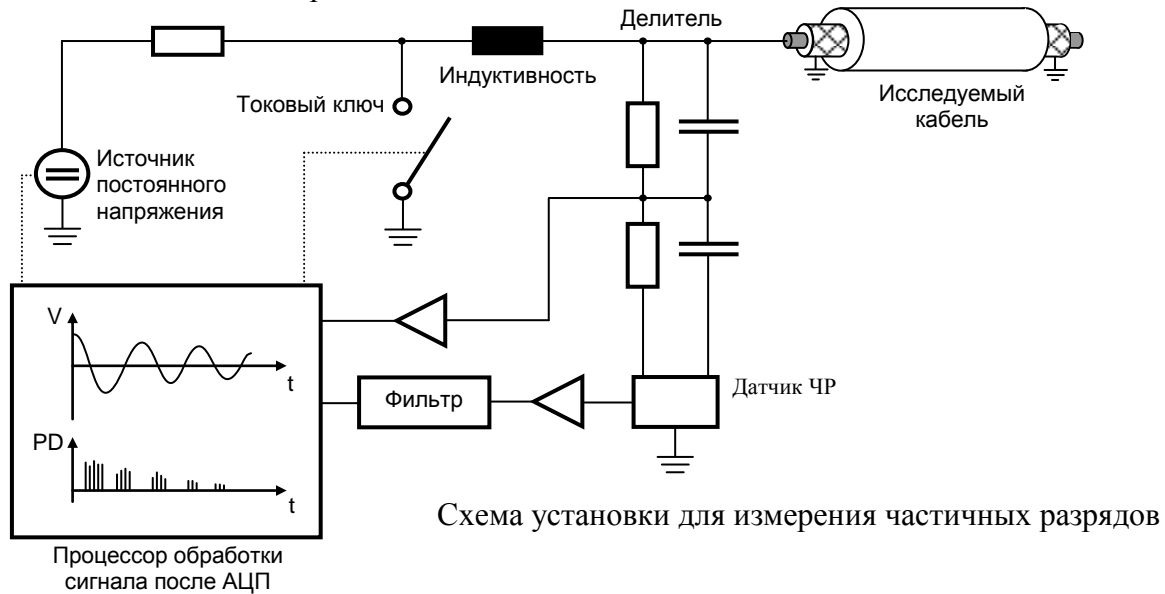 Делитель
Индуктивность
Токовый ключ
Исследуемый
кабель
Источник
постоянного
напряжения
V
t
PD
t
Фильтр
Датчик ЧР
Схема установки для измерения частичных разрядов
Процессор обработки
сигнала после АЦП